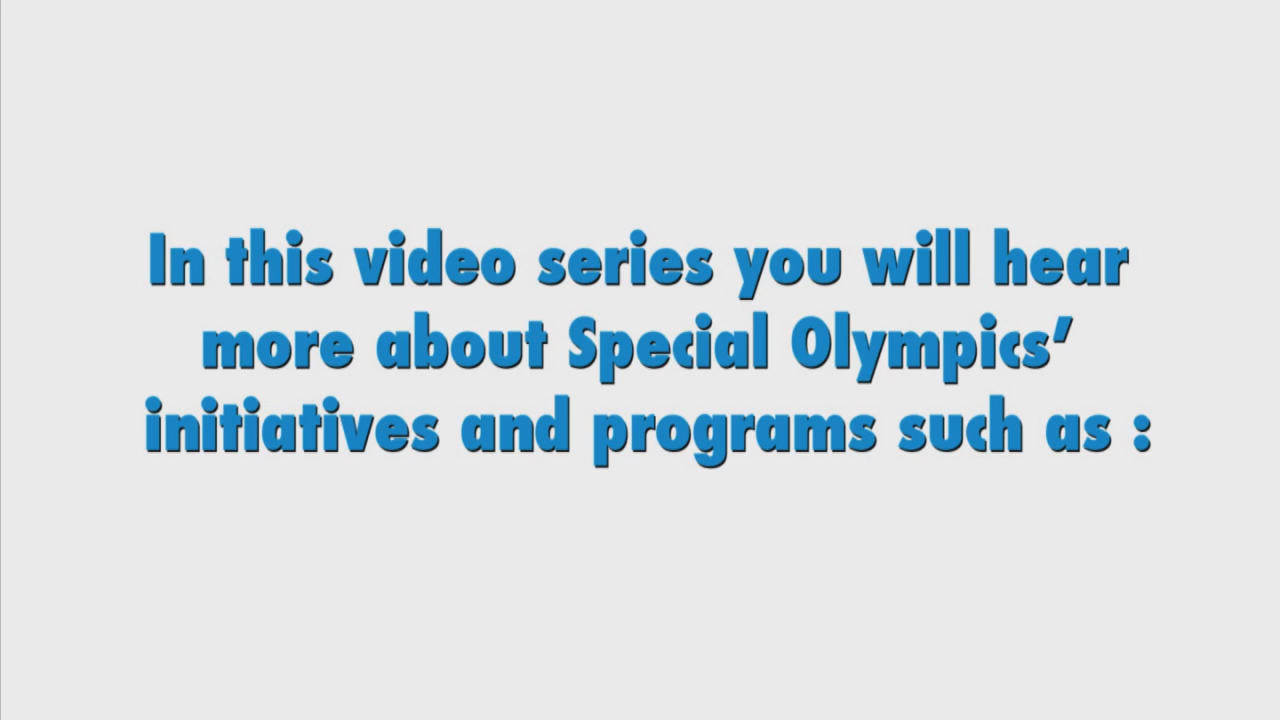 In this video series you will hear
more about Special Olympics’
initiatives and programs such as :